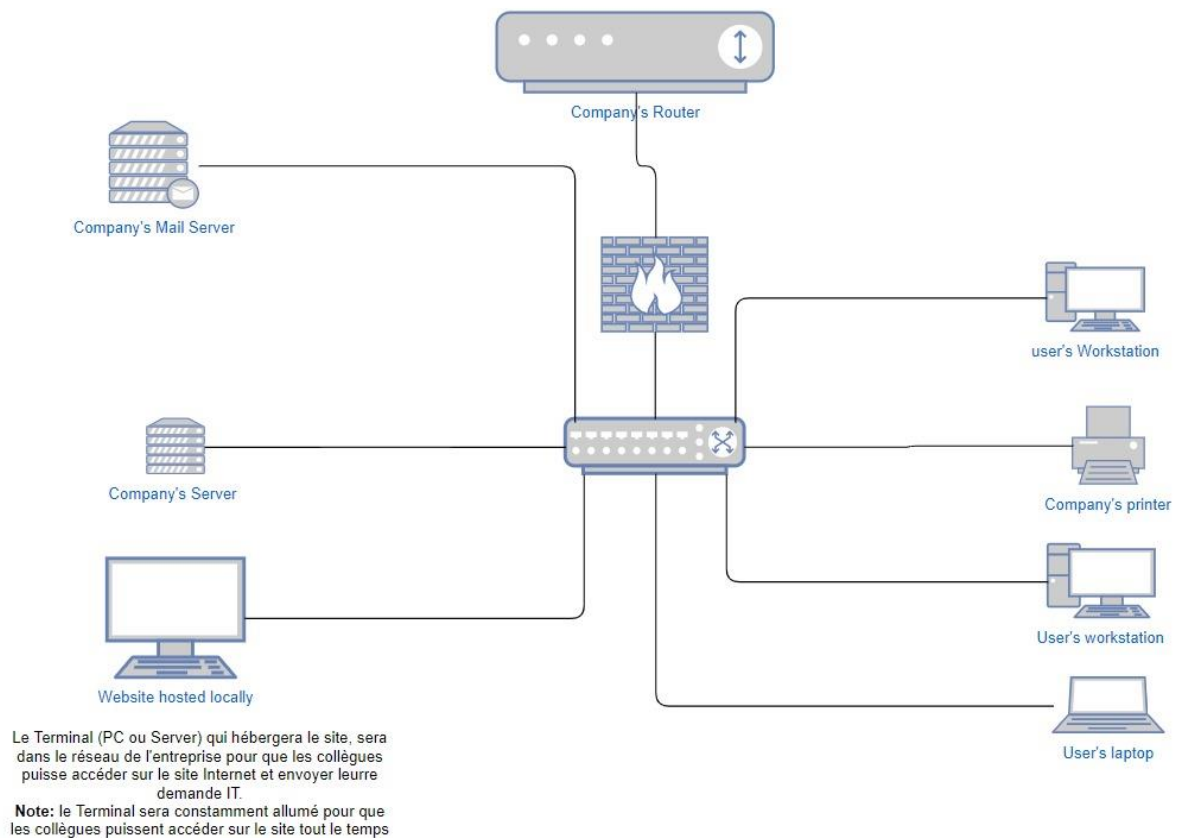 Company's Router
Company's Mail Server
user's Workstation
Company's Server
Company's printer
User's workstation
Website hosted locally
User's laptop
Le Terminal (PC ou Server) qui hébergera le site, sera
dans le réseau de l'entreprise pour que les collègues
puisse accéder sur le site Internet et envoyer leurre
demande IT.
Note: le Terminal sera constamment allumé pour que
les collègues puissent accéder sur le site tout le temps